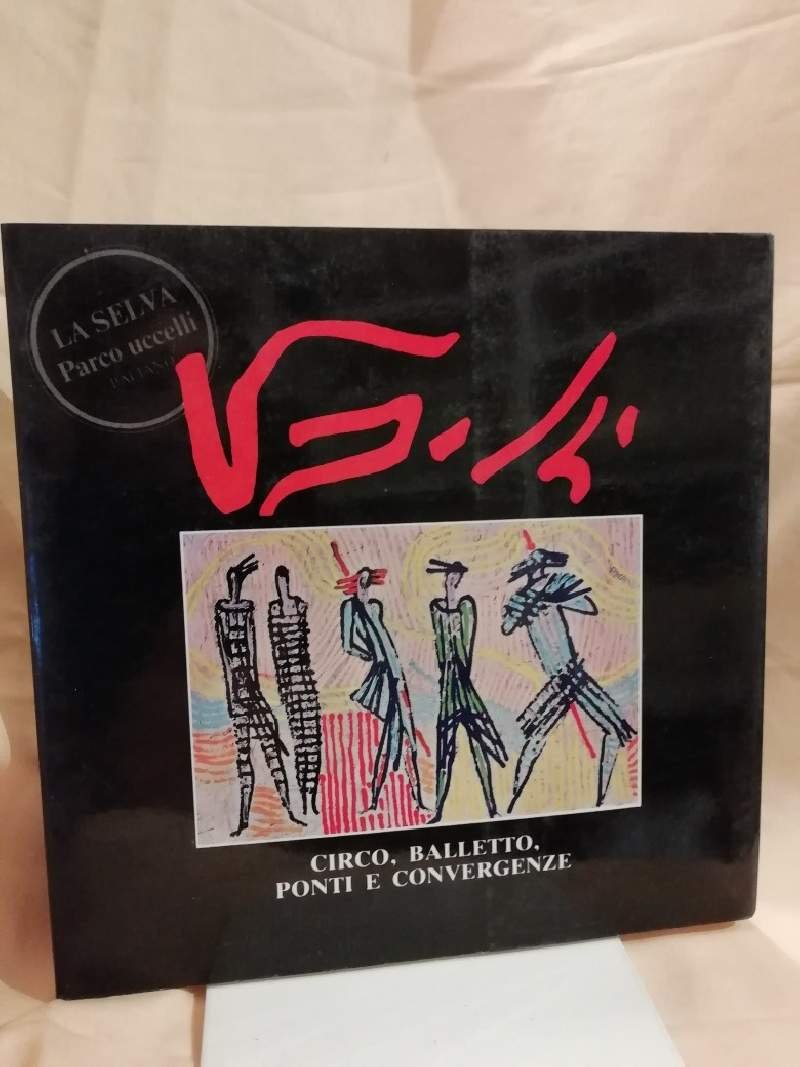 LA SELVA
Parco uccelli
CIRCO, BALLETTO,
PONTI E CONVERGENZE